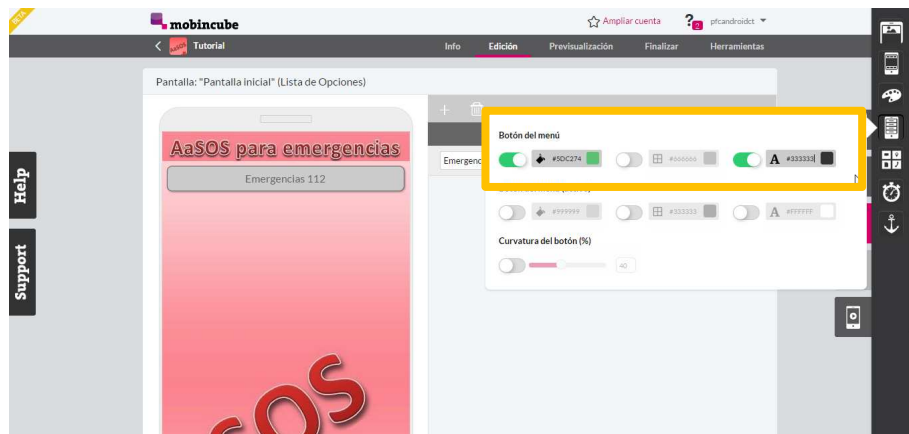 BETA
mobincube
Ampliar cuenta
?2
pfcandroidct
AaSOS
Tutorial
Info Edición Previsualización Finalizar Herramientas
Pantalla: "Pantalla inicial" (Lista de Opciones)
AaSOS para emergencias
Emergencias 112
Emergenc
Botón del menú
#5DC274 #666666 A #333333
#999999 #333333 A #FFFFFF
Curvatura del botón (%)
40
SOS
Help
Support